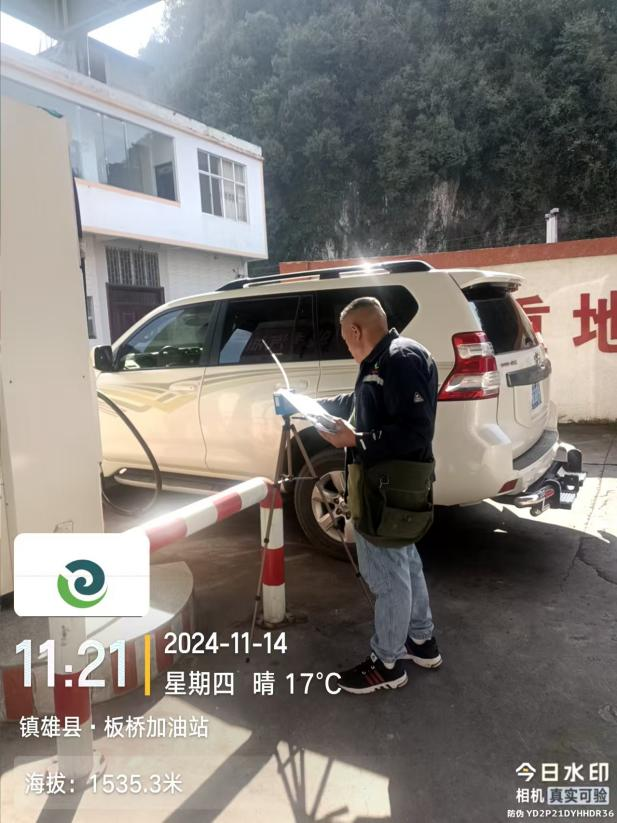 地
11:21
2024-11-14
星期四 晴 17°C
镇雄县·板桥加油站
海拔：1535.3米
今日水印
相机 真实可验
防伪 YD2P21DYHHDR36